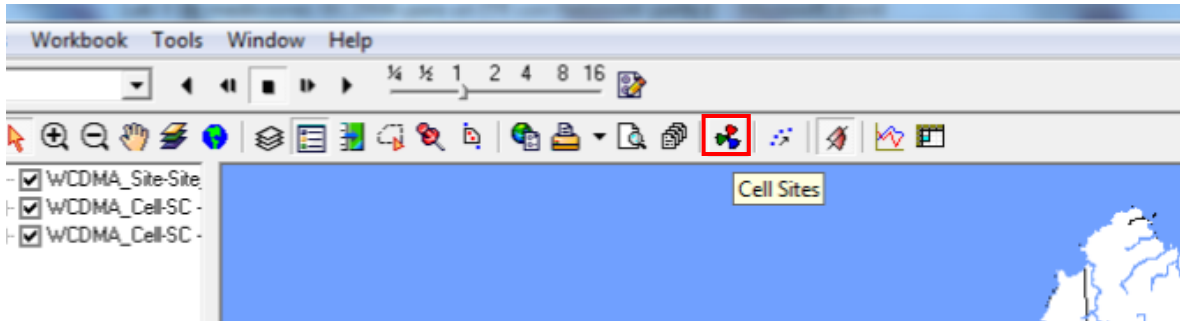 Workbook Tools Window Help
¼ ½ 1 2 4 8 16
WCDMA_Site-Site
WCDMA_Cell-SC -
WCDMA_Cell-SC -
Cell Sites